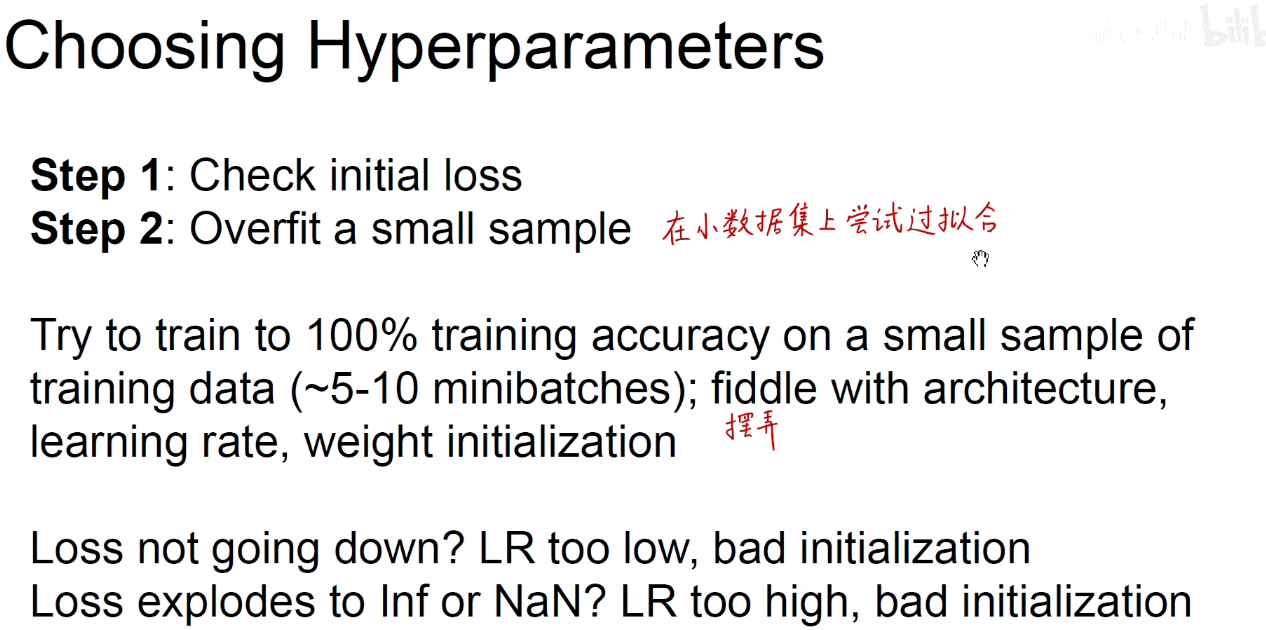 Choosing Hyperparameters
bilibili
Step 1: Check initial loss
Step 2: Overfit a small sample 在小数据集上尝试过拟合
Try to train to 100% training accuracy on a small sample of
training data (~5-10 minibatches); fiddle with architecture,
摆弄
learning rate, weight initialization
Loss not going down? LR too low, bad initialization
Loss explodes to Inf or NaN? LR too high, bad initialization